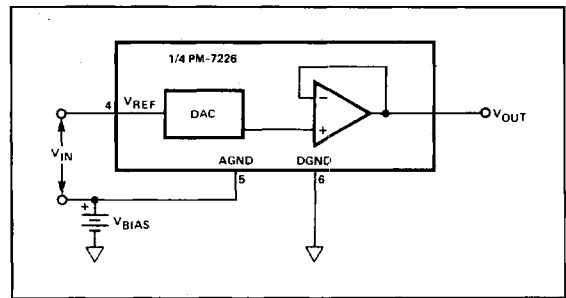 1/4 PM-7226
4 VREF
DAC
−
+
VOUT
VIN
AGND
DGND
5
6
+
VBIAS